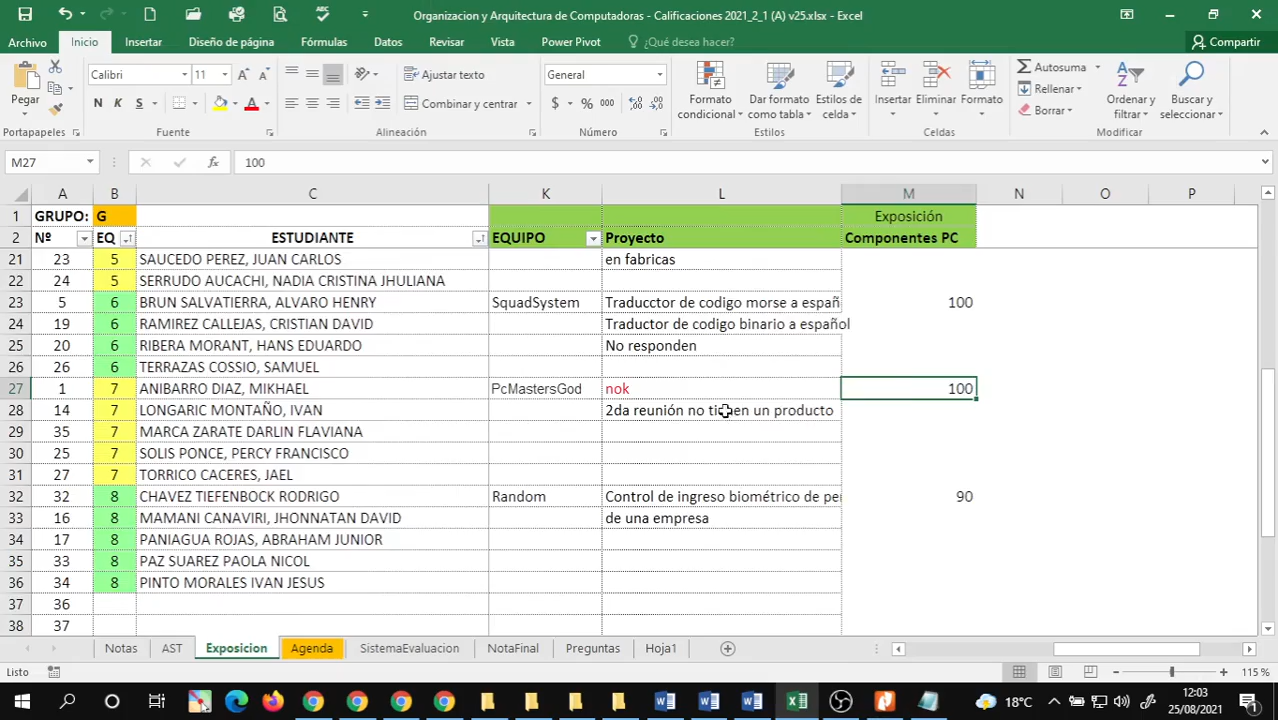 Organizacion y Arquitectura de Computadoras - Calificaciones 2021_2_1 (A) v25.xlsx - Excel
Archivo Inicio Insertar Diseño de página Fórmulas Datos Revisar Vista Power Pivot ¿Qué desea hacer? Compartir
Pegar
Calibri 11
N K S
Ajustar texto
Combinar y centrar
General
$ % 000
Formato condicional
Dar formato como tabla
Estilos de celda
Insertar Eliminar Formato
Autosuma
Rellenar
Borrar
Ordenar y filtrar
Buscar y seleccionar
Portapapeles Fuente Alineación Número Estilos Celdas Modificar
M27 fx 100
A B C K L M N O P
1 GRUPO: G Exposición
2 Nº EQ ESTUDIANTE EQUIPO Proyecto Componentes PC
21 23 5 SAUCEDO PEREZ, JUAN CARLOS en fabricas
22 24 5 SERRUDO AUCACHI, NADIA CRISTINA JHULIANA
23 5 6 BRUN SALVATIERRA, ALVARO HENRY SquadSystem Traducctor de codigo morse a españ 100
24 19 6 RAMIREZ CALLEJAS, CRISTIAN DAVID Traductor de codigo binario a español
25 20 6 RIBERA MORANT, HANS EDUARDO No responden
26 26 6 TERRAZAS COSSIO, SAMUEL
27 1 7 ANIBARRO DIAZ, MIKHAEL PcMastersGod nok 100
28 14 7 LONGARIC MONTAÑO, IVAN 2da reunión no tienen un producto
29 35 7 MARCA ZARATE DARLIN FLAVIANA
30 25 7 SOLIS PONCE, PERCY FRANCISCO
31 27 7 TORRICO CACERES, JAEL
32 32 8 CHAVEZ TIEFENBOCK RODRIGO Random Control de ingreso biométrico de per 90
33 16 8 MAMANI CANAVIRI, JHONNATAN DAVID de una empresa
34 17 8 PANIAGUA ROJAS, ABRAHAM JUNIOR
35 33 8 PAZ SUAREZ PAOLA NICOL
36 34 8 PINTO MORALES IVAN JESUS
37 36
38 37
Notas AST Exposicion Agenda SistemaEvaluacion NotaFinal Preguntas Hoja1
Listo 115 %
18°C 12:03
25/08/2021